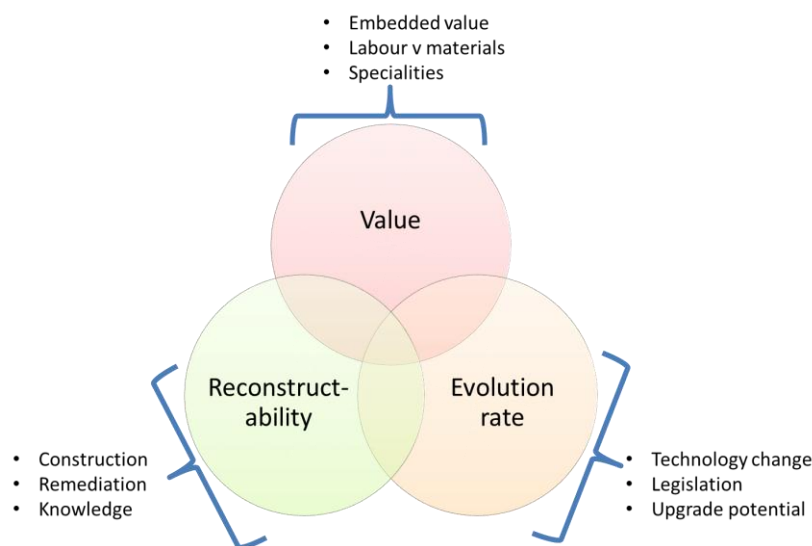 • Embedded value
• Labour v materials
• Specialities
Value
Reconstruct-
ability
Evolution
rate
• Construction
• Remediation
• Knowledge
• Technology change
• Legislation
• Upgrade potential